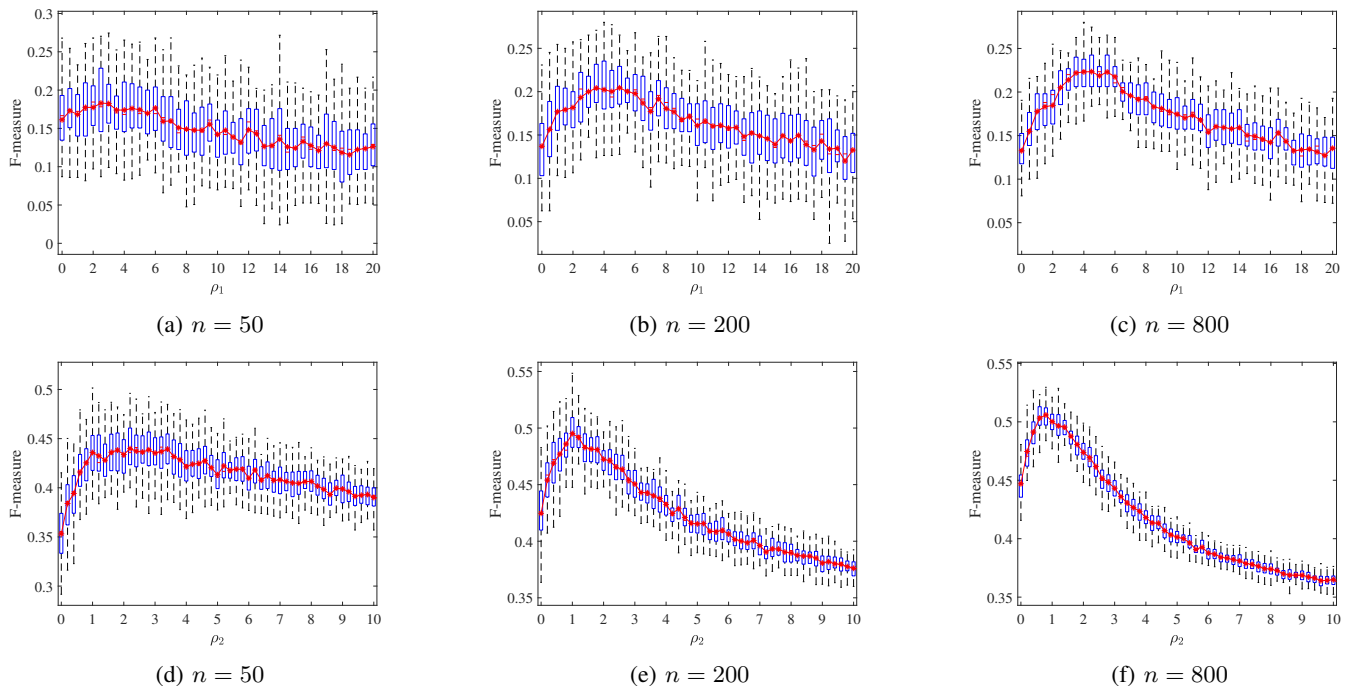 0.3
0.25
0.2
0.15
0.1
0.05
0
F-measure
0 2 4 6 8 10 12 14 16 18 20
ρ1
(a) n = 50
0.25
0.2
0.15
0.1
0.05
F-measure
0 2 4 6 8 10 12 14 16 18 20
ρ1
(b) n = 200
0.25
0.2
0.15
0.1
0.05
F-measure
0 2 4 6 8 10 12 14 16 18 20
ρ1
(c) n = 800
0.5
0.45
0.4
0.35
0.3
F-measure
0 1 2 3 4 5 6 7 8 9 10
ρ2
(d) n = 50
0.55
0.5
0.45
0.4
0.35
F-measure
0 1 2 3 4 5 6 7 8 9 10
ρ2
(e) n = 200
0.55
0.5
0.45
0.4
0.35
F-measure
0 1 2 3 4 5 6 7 8 9 10
ρ2
(f) n = 800